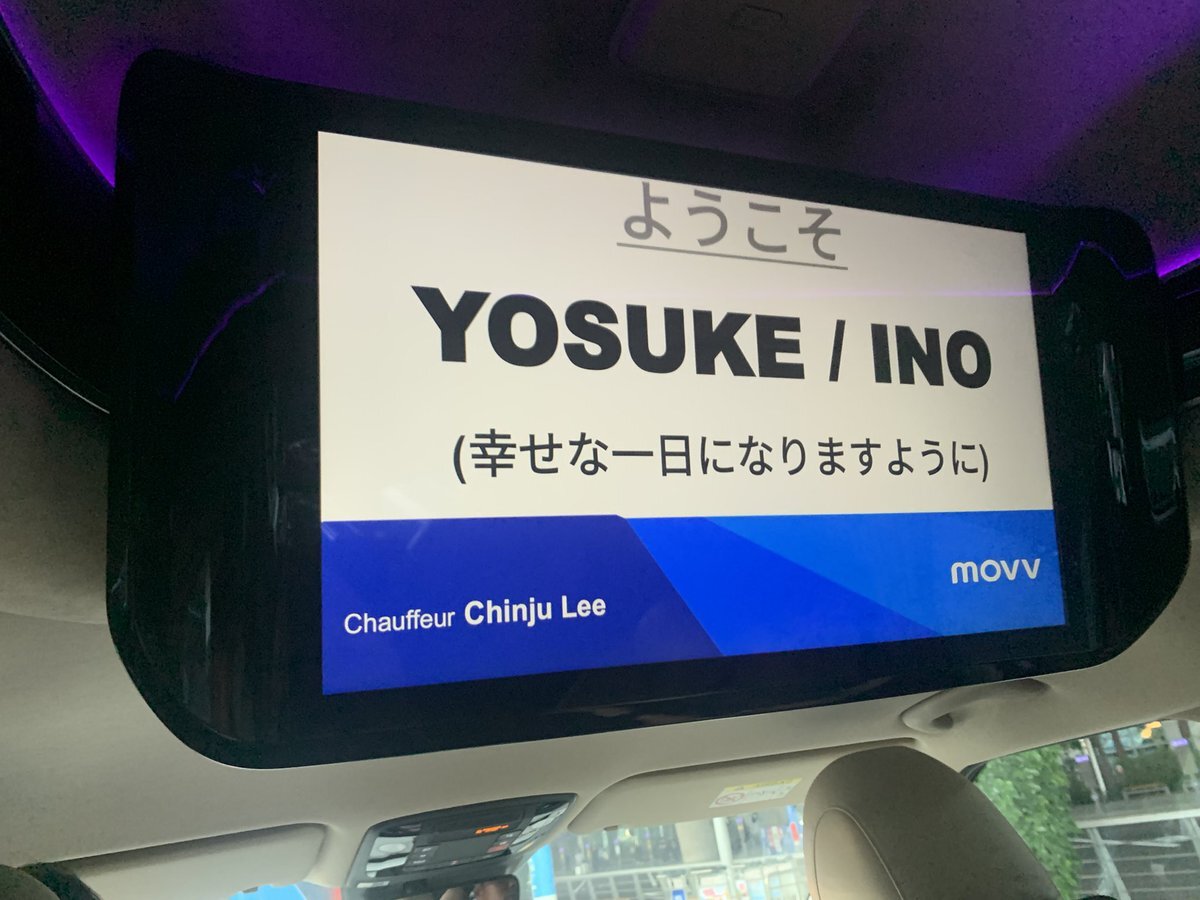 ようこそ
YOSUKE / INO
(幸せな一日になりますように)
movv
Chauffeur Chinju Lee